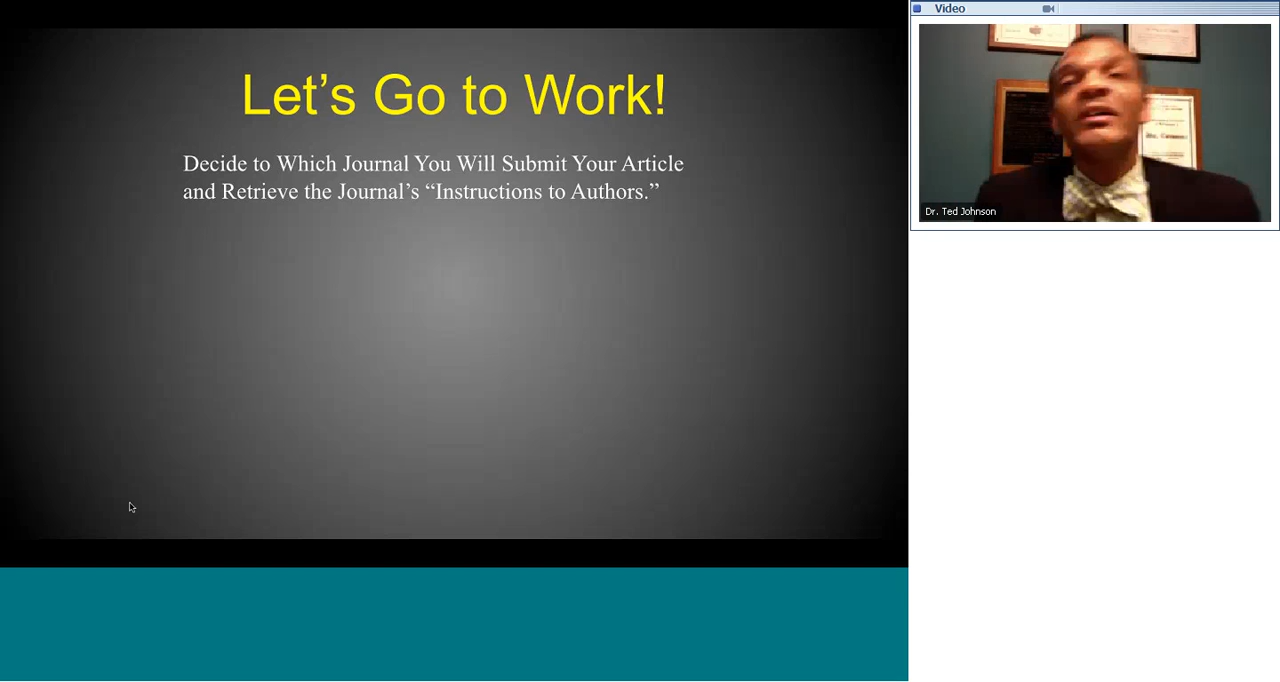 Let’s Go to Work!
Decide to Which Journal You Will Submit Your Article
and Retrieve the Journal’s “Instructions to Authors.”
Video
Dr. Ted Johnson